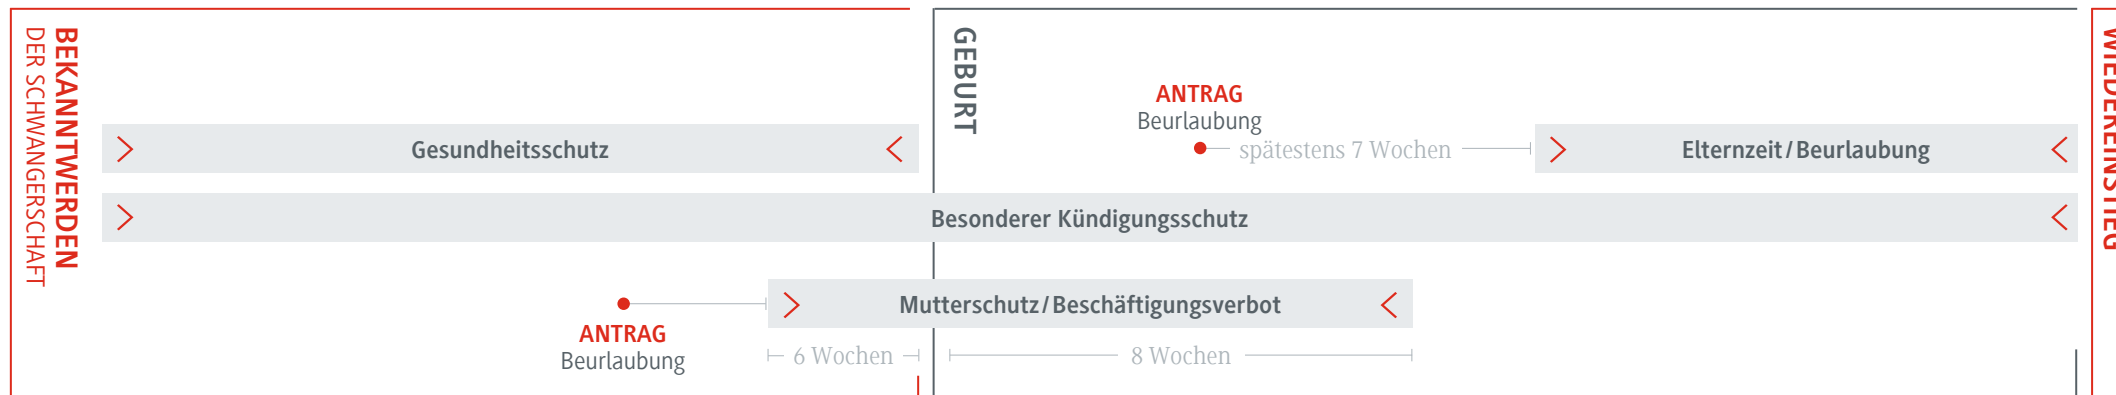 BEKANNTWERDEN
DER SCHWANGERSCHAFT
GEBURT
WIEDEREINSTIEG
ANTRAG
Beurlaubung
spätestens 7 Wochen
Gesundheitsschutz
Elternzeit/Beurlaubung
Besonderer Kündigungsschutz
Mutterschutz/Beschäftigungsverbot
ANTRAG
Beurlaubung
6 Wochen
8 Wochen